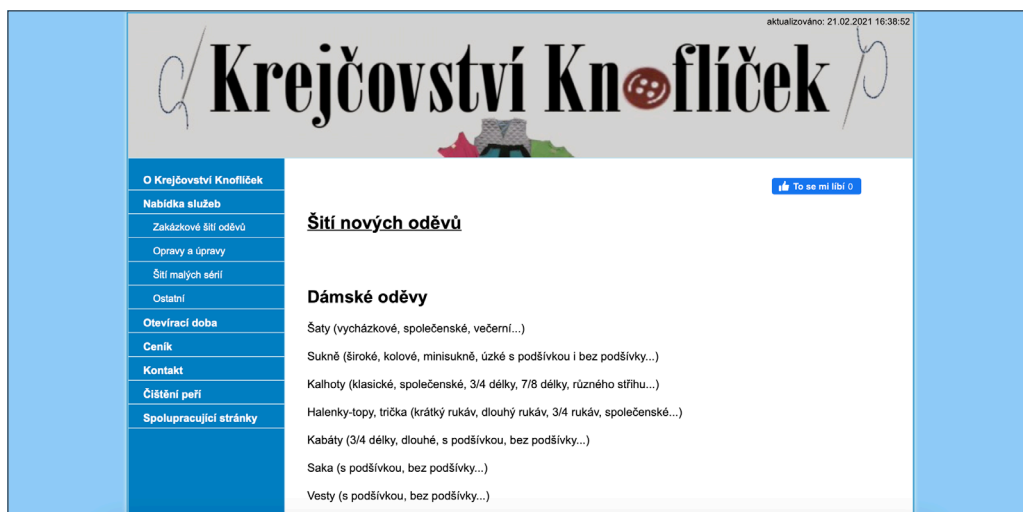 aktualizováno: 21.02.2021 16:38:52
Krejčovství Knoflíček
O Krejčovství Knoflíček
Nabídka služeb
Zakázkové šití oděvů
Opravy a úpravy
Šití malých sérií
Ostatní
Otevírací doba
Ceník
Kontakt
Čištění peří
Spolupracující stránky
To se mi líbí 0
Šití nových oděvů
Dámské oděvy
Šaty (vycházkové, společenské, večerní...)
Sukně (široké, kolové, minisukně, úzké s podšívkou i bez podšívky...)
Kalhoty (klasické, společenské, 3/4 délky, 7/8 délky, různého střihu...)
Halenky-topy, trička (krátký rukáv, dlouhý rukáv, 3/4 rukáv, společenské...)
Kabáty (3/4 délky, dlouhé, s podšívkou, bez podšívky...)
Saka (s podšívkou, bez podšívky...)
Vesty (s podšívkou, bez podšívky...)